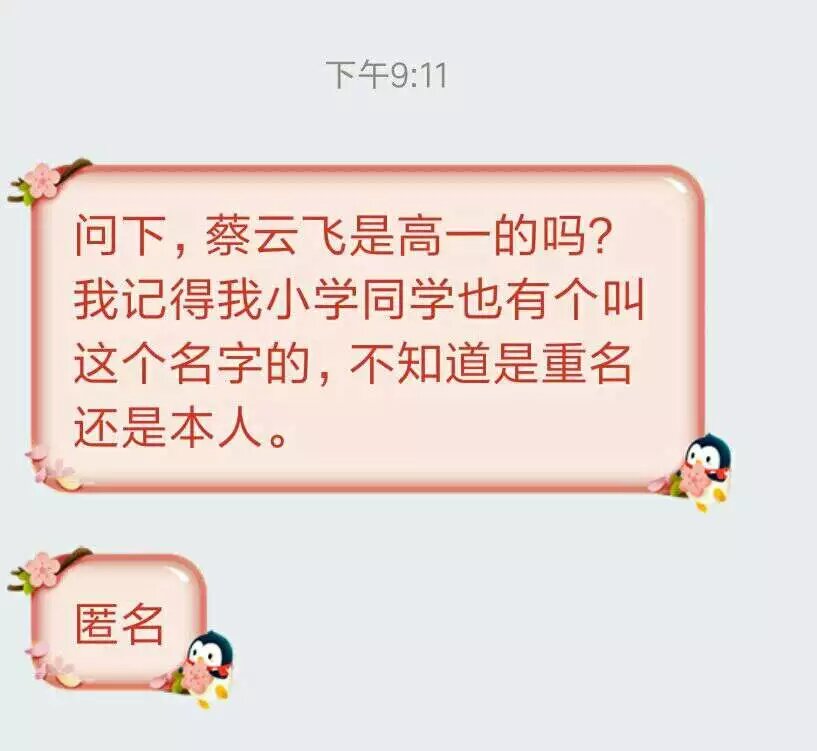 下午9:11
问下，蔡云飞是高一的吗？
我记得我小学同学也有个叫
这个名字的，不知道是重名
还是本人。
匿名